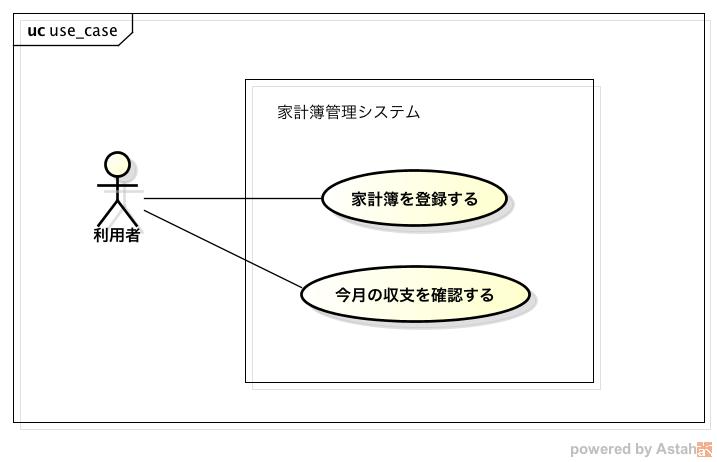 uc use_case
家計簿管理システム
家計簿を登録する
利用者
今月の収支を確認する
powered by Astah